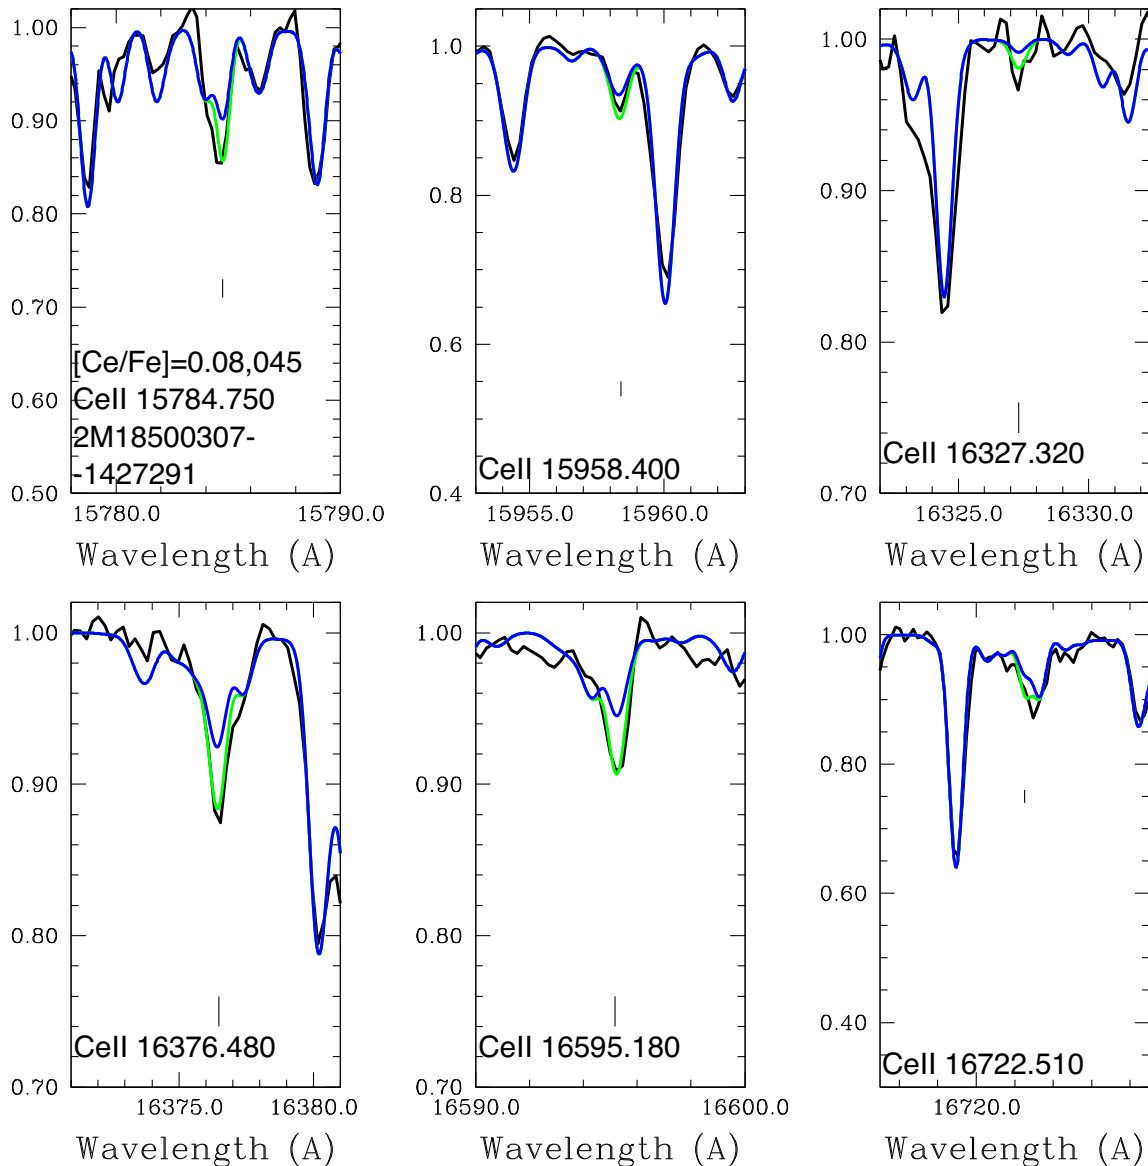 1.00
0.90
0.80
0.70
0.60
0.50
[Ce/Fe]=0.08,045
CeII 15784.750
2M18500307-
-1427291
15780.0 15790.0
Wavelength (A)
1.0
0.8
0.6
0.4
CeII 15958.400
15955.0 15960.0
Wavelength (A)
1.00
0.90
0.80
0.70
CeII 16327.320
16325.0 16330.0
Wavelength (A)
1.00
0.90
0.80
0.70
CeII 16376.480
16375.0 16380.0
Wavelength (A)
1.00
0.90
0.80
0.70
CeII 16595.180
16590.0 16600.0
Wavelength (A)
1.00
0.80
0.60
0.40
CeII 16722.510
16720.0
Wavelength (A)